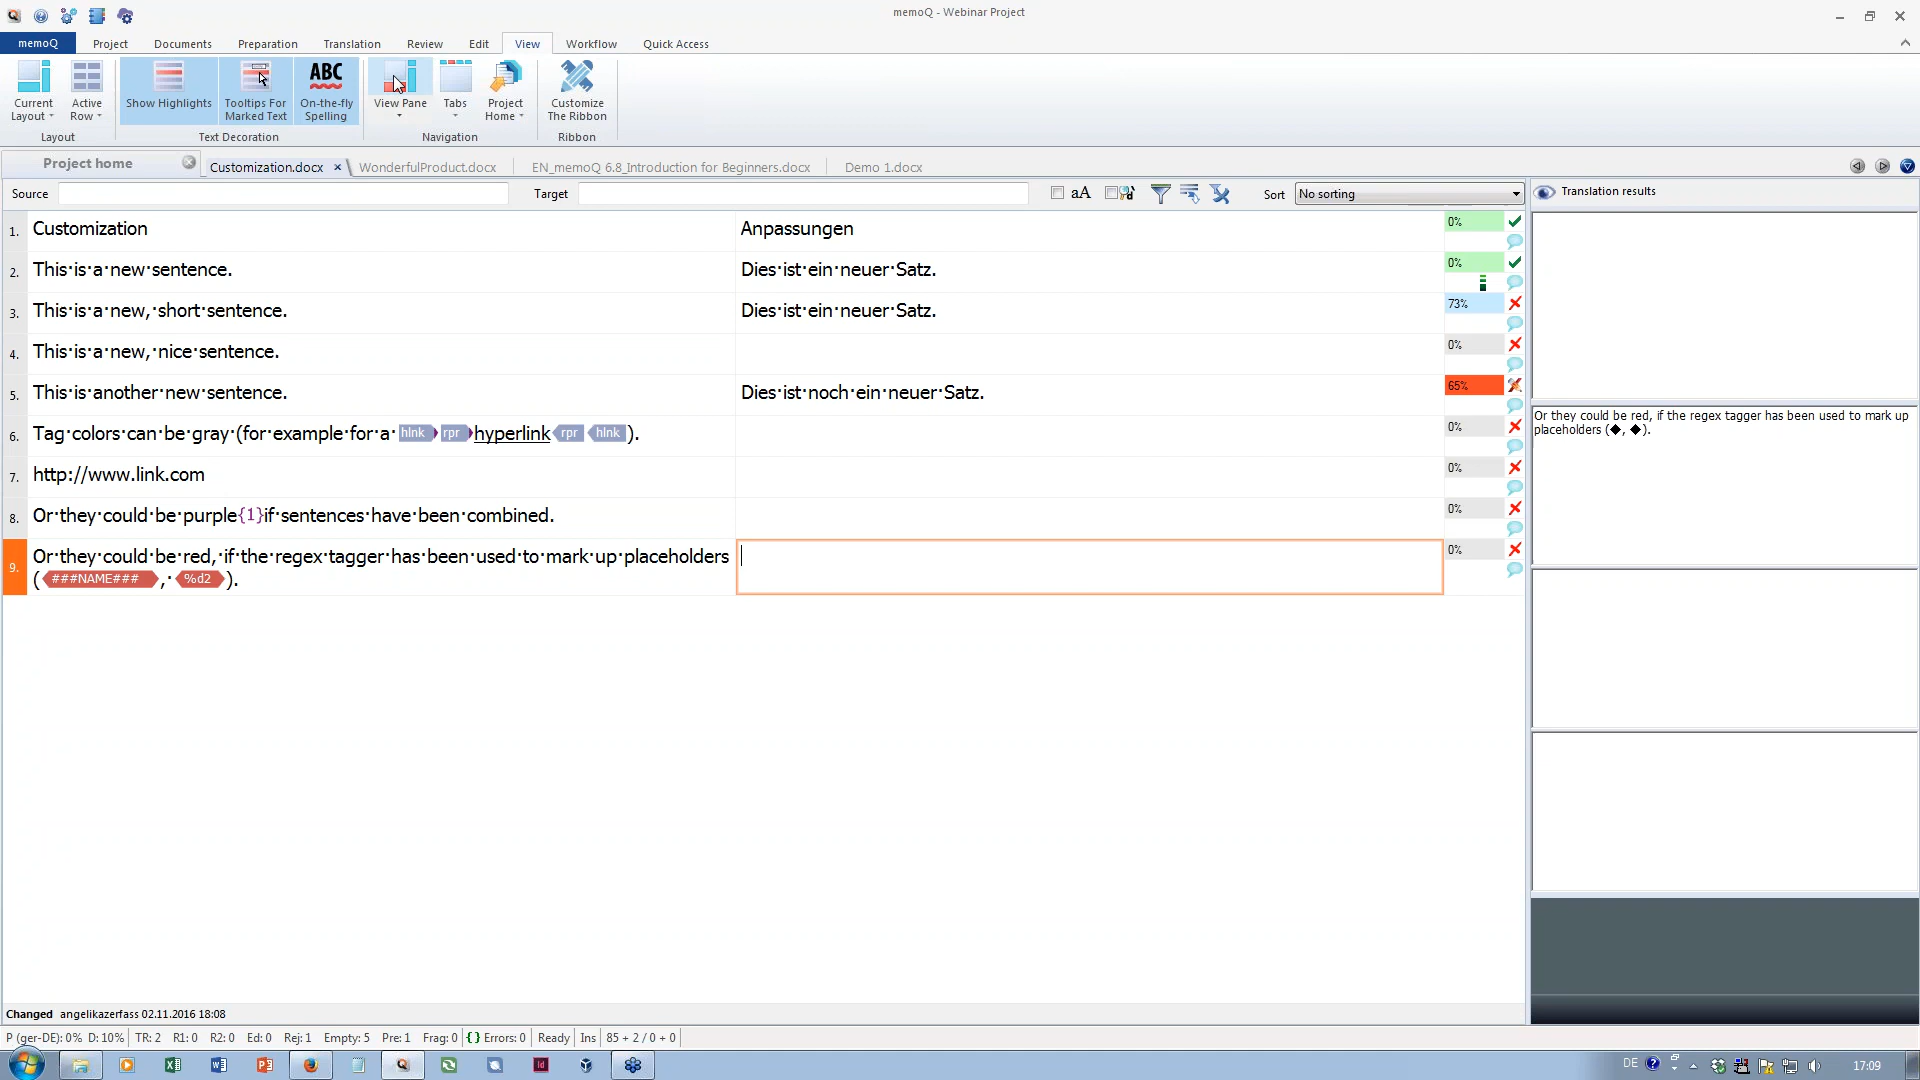 memoQ - Webinar Project
memoQ Project Documents Preparation Translation Review Edit View Workflow Quick Access
Current Layout
Active Row
Show Highlights
Tooltips For Marked Text
ABC
On-the-fly Spelling
View Pane
Tabs
Project Home
Customize The Ribbon
Layout
Text Decoration
Navigation
Ribbon
Project home
Customization.docx
WonderfulProduct.docx
EN_memoQ 6.8_Introduction for Beginners.docx
Demo 1.docx
Source
Target
aA
Sort
No sorting
Translation results
1. Customization Anpassungen 0%
2. This is a new sentence. Dies ist ein neuer Satz. 0%
3. This is a new, short sentence. Dies ist ein neuer Satz. 73%
4. This is a new, nice sentence. 0%
5. This is another new sentence. Dies ist noch ein neuer Satz. 65%
6. Tag colors can be gray (for example for a hlnk rpr hyperlink rpr hlnk ). 0%
7. http://www.link.com 0%
8. Or they could be purple{1}if sentences have been combined. 0%
9. Or they could be red, if the regex tagger has been used to mark up placeholders 0%
( ###NAME### , %d2 ).
Or they could be red, if the regex tagger has been used to mark up
placeholders (◆, ◆).
Changed angelikazerfass 02.11.2016 18:08
P (ger-DE): 0% D: 10% TR: 2 R1: 0 R2: 0 Ed: 0 Rej: 1 Empty: 5 Pre: 1 Frag: 0 {} Errors: 0 Ready Ins 85 + 2 / 0 + 0
DE
17:09